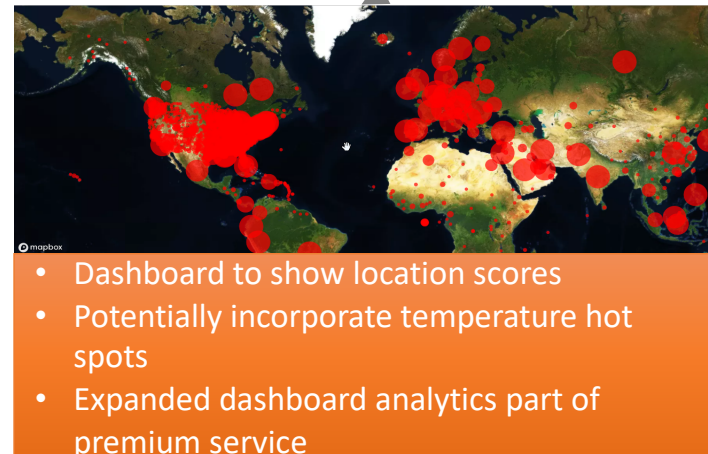 mapbox
• Dashboard to show location scores
• Potentially incorporate temperature hot
spots
• Expanded dashboard analytics part of
premium service